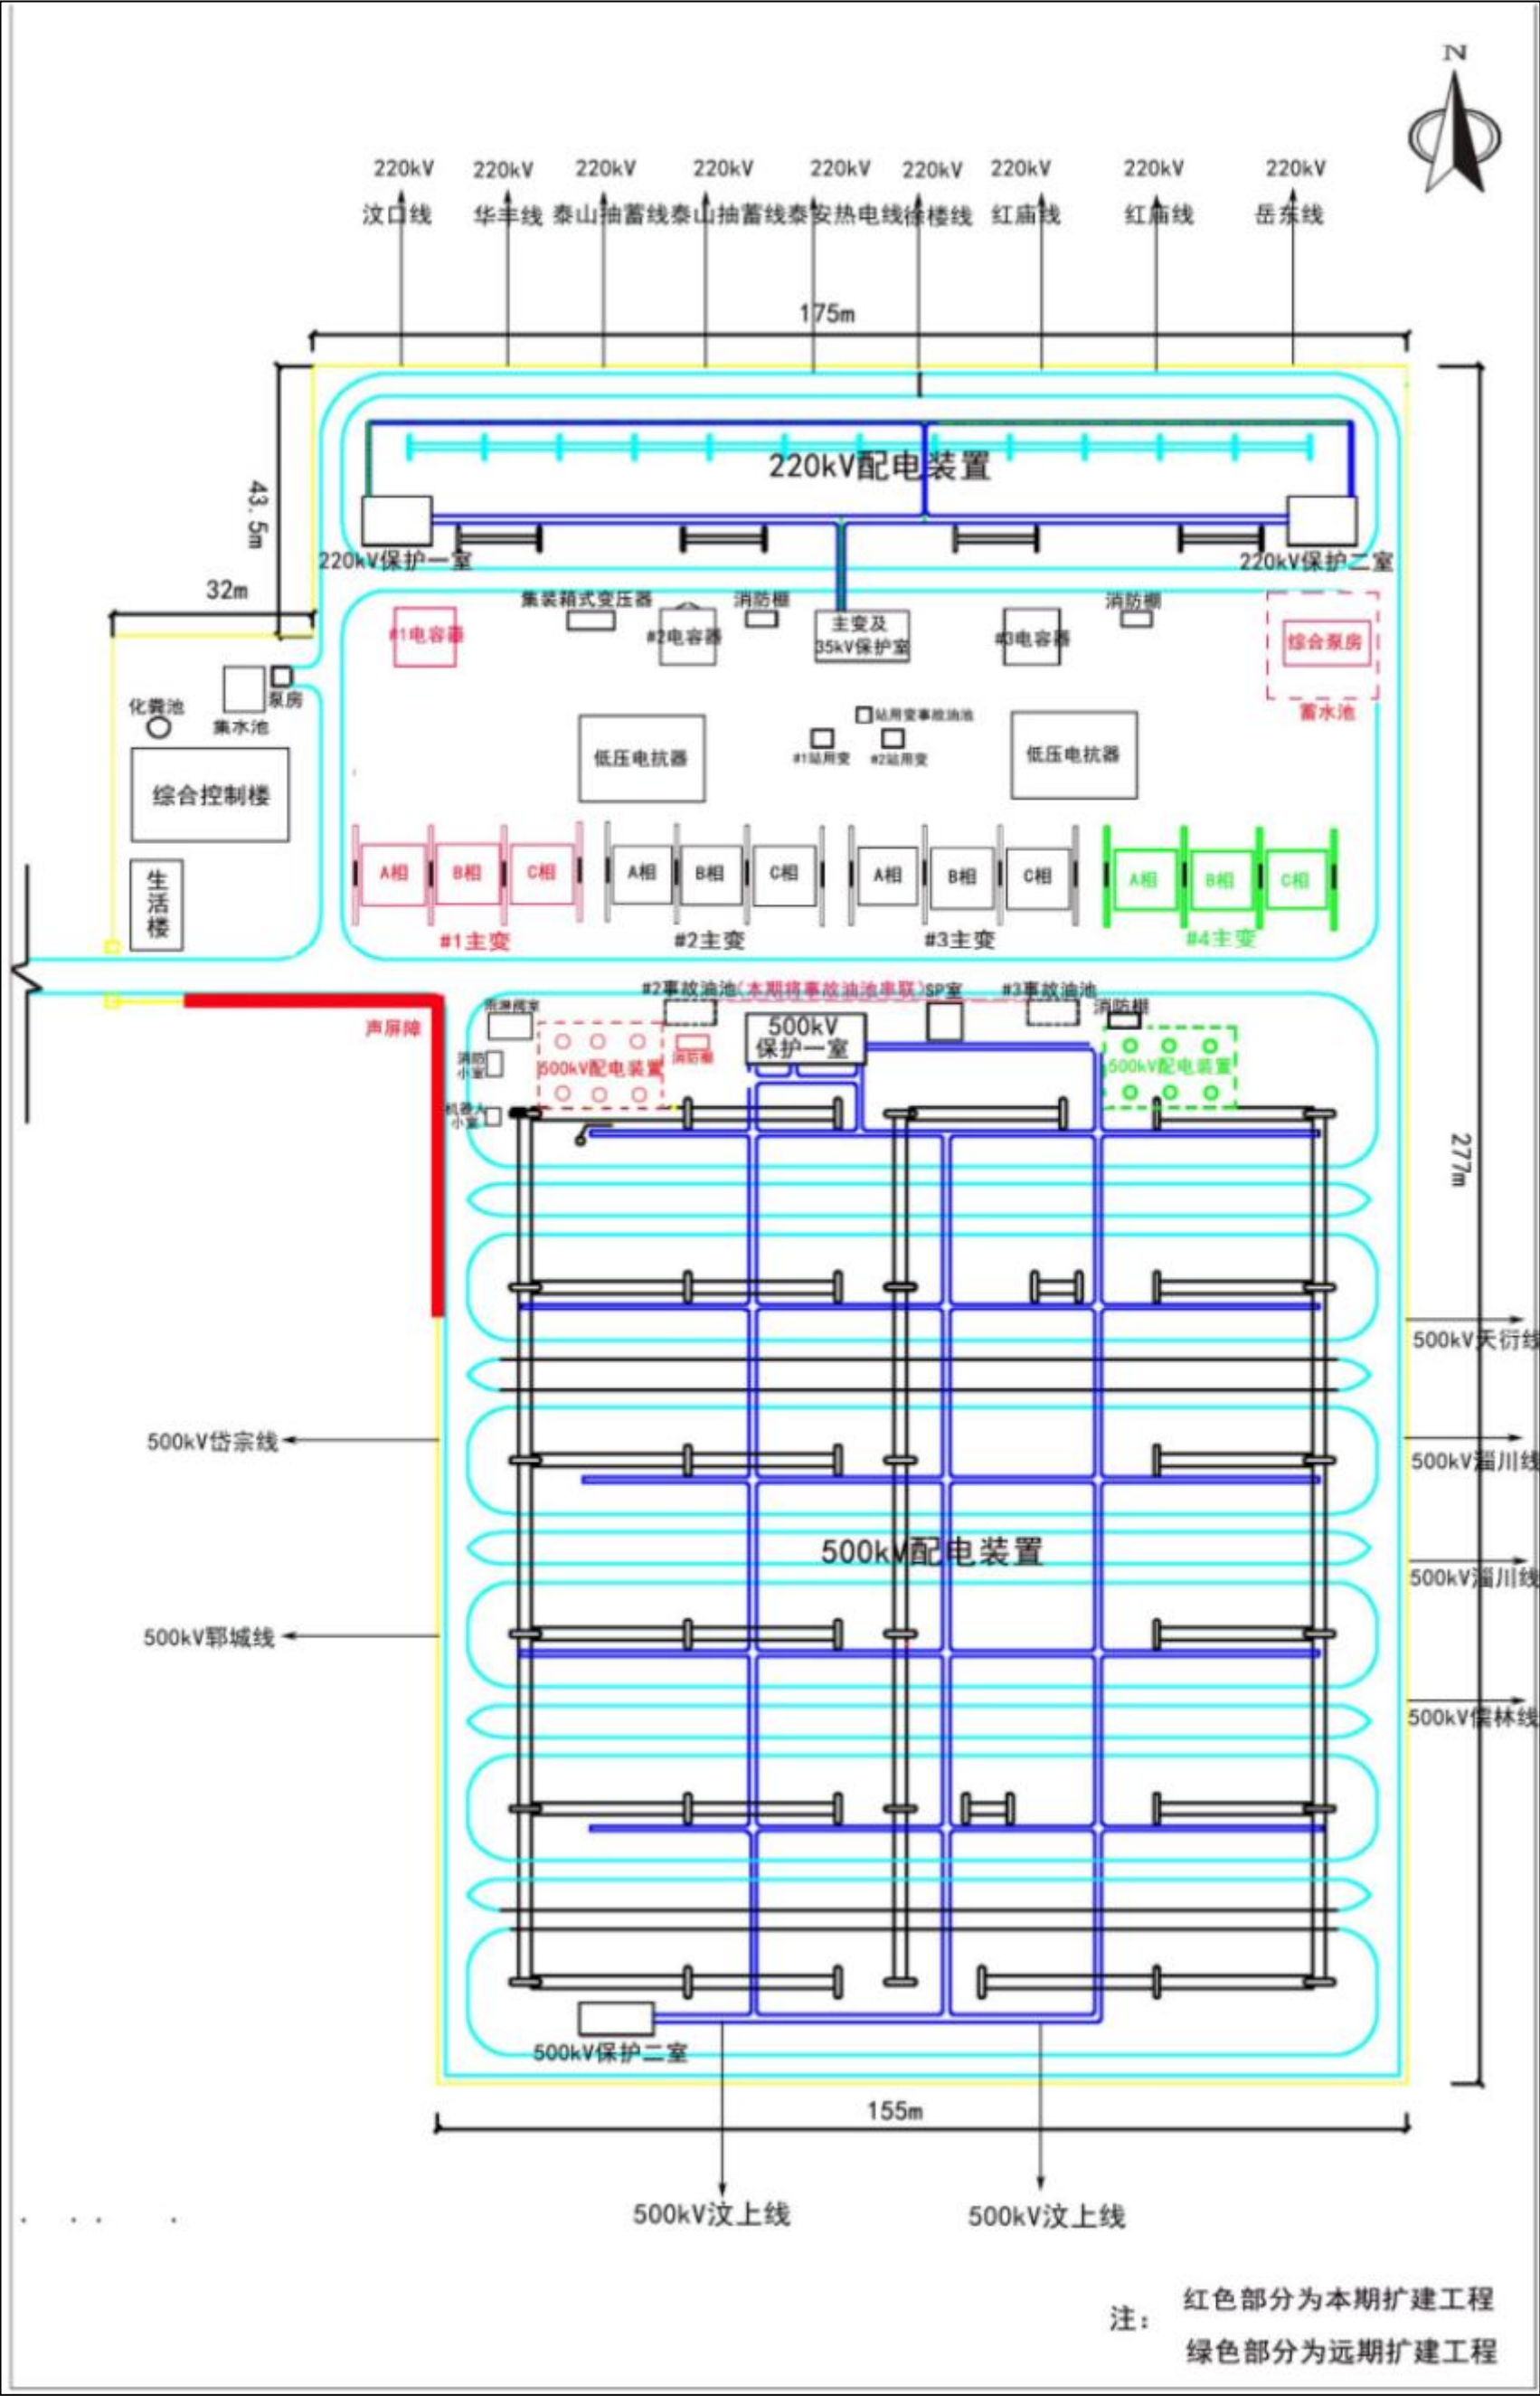 N
220kV 220kV 220kV 220kV 220kV 220kV 220kV 220kV 220kV
汶口线 华丰线 泰山抽蓄线 泰山抽蓄线 泰安热电线 徐楼线 红庙线 红庙线 岳东线
175m
220kV配电装置
43.5m
220kV保护一室 220kV保护二室
32m
集装箱式变压器 消防棚 消防棚
#1电容器 #2电容器 主变及 #3电容器 综合泵房
35kV保护室
泵房
化粪池 集水池 蓄水池
站用变事故油池
低压电抗器 #1站用变 #2站用变 低压电抗器
综合控制楼
A相 B相 C相 A相 B相 C相 A相 B相 C相 A相 B相 C相
生活楼
#1主变 #2主变 #3主变 #4主变
#2事故油池(本期将事故油池串联) SP室 #3事故油池
雨淋阀室 消防棚
声屏障
500kV
保护一室
消防
小室
500kV配电装置 消防棚 500kV配电装置
机器人
小室
277m
500kV天衍线
500kV岱宗线
500kV淄川线
500kV配电装置
500kV淄川线
500kV郓城线
500kV儒林线
500kV保护二室
155m
500kV汶上线 500kV汶上线
注：
红色部分为本期扩建工程
绿色部分为远期扩建工程